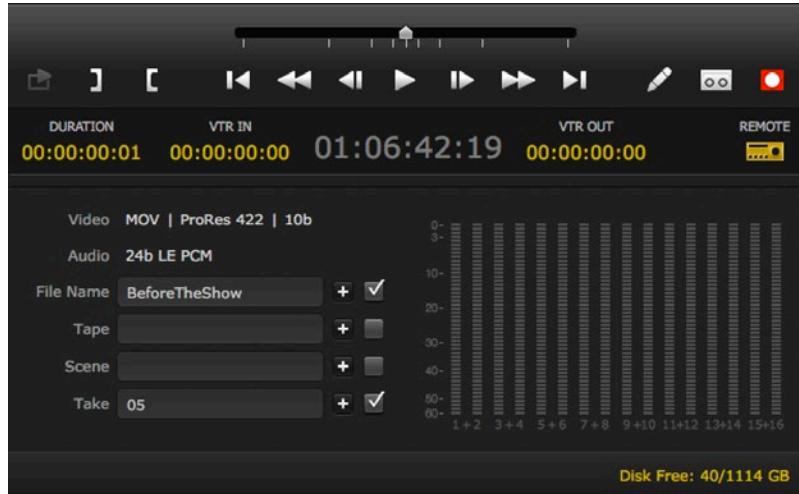 DURATION VTR IN VTR OUT REMOTE
00:00:00:01 00:00:00:00 01:06:42:19 00:00:00:00
Video MOV | ProRes 422 | 10b
Audio 24b LE PCM
File Name BeforeTheShow
Tape
Scene
Take 05
0-
3-
10-
20-
30-
40-
50-
60-
1+2 3+4 5+6 7+8 9+10 11+12 13+14 15+16
Disk Free: 40/1114 GB